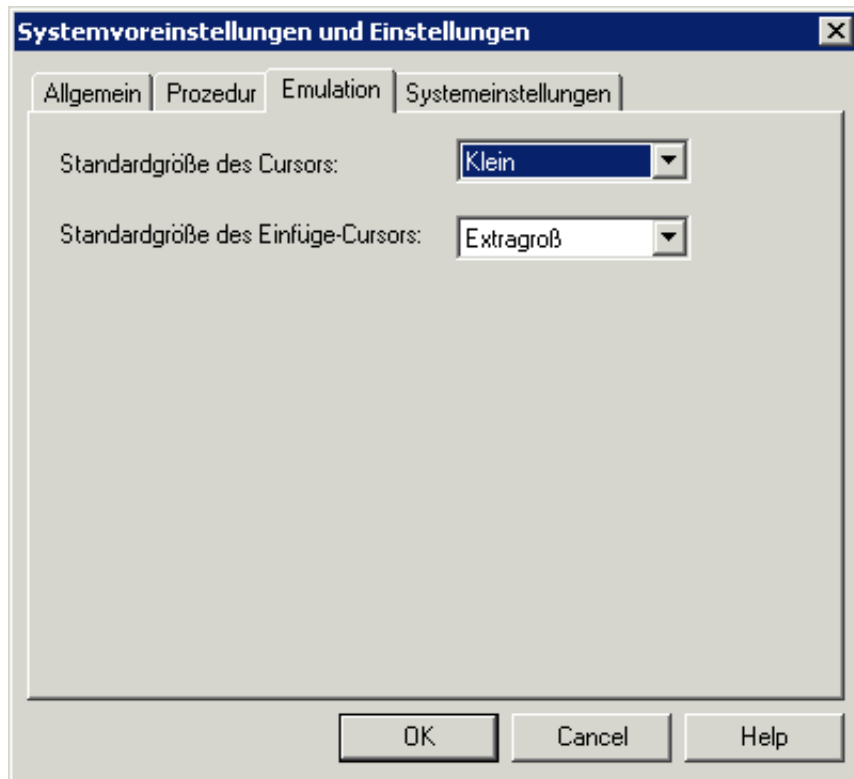 Systemvoreinstellungen und Einstellungen
Allgemein Prozedur Emulation Systemeinstellungen
Standardgröße des Cursors: Klein
Standardgröße des Einfüge-Cursors: Extragroß
OK Cancel Help